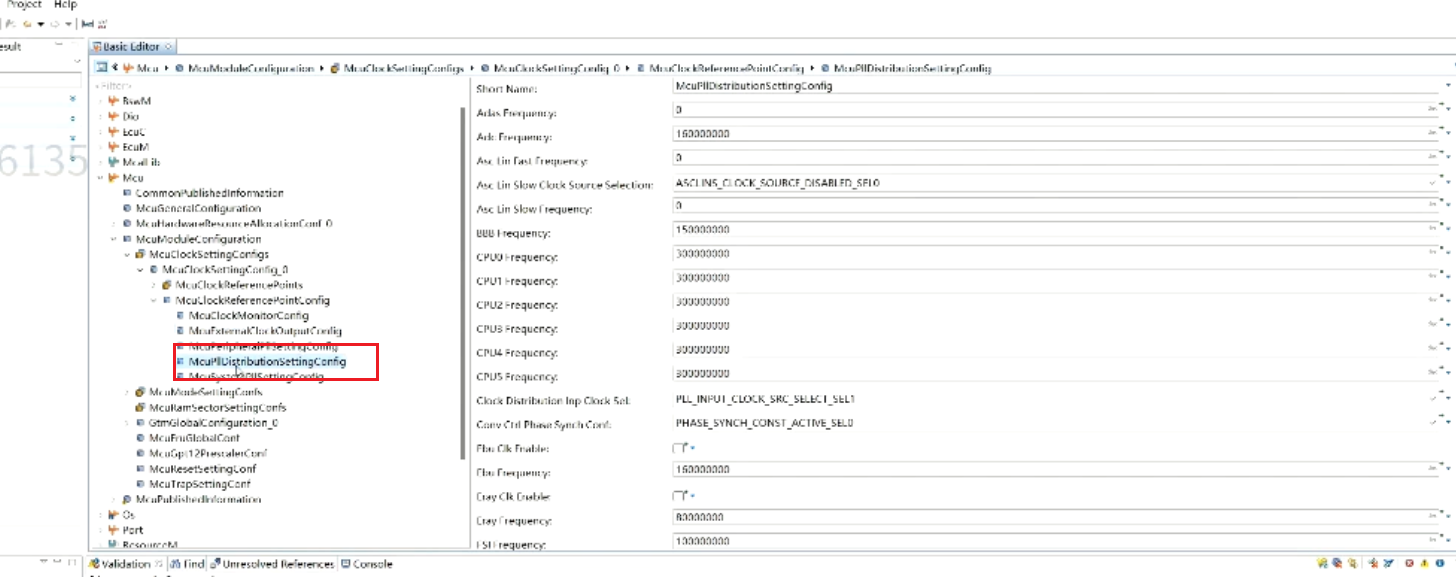 Project Help
esult
Basic Editor
Mcu McuModuleConfiguration McuClockSettingConfigs McuClockSettingConfig_0 McuClockReferencePointConfig McuPllDistributionSettingConfig
<Filter>
6135
BswM
Dio
EcuC
EcuM
McalLib
Mcu
CommonPublishedInformation
McuGeneralConfiguration
McuHardwareResourceAllocationConf_0
McuModuleConfiguration
McuClockSettingConfigs
McuClockSettingConfig_0
McuClockReferencePoints
McuClockReferencePointConfig
McuClockMonitorConfig
McuExternalClockOutputConfig
McuPeripheralPllSettingConfig
McuPllDistributionSettingConfig
McuSystemPllSettingConfig
McuModeSettingConfs
McuRamSectorSettingConfs
GtmGlobalConfiguration_0
McuEruGlobalConf
McuGpt12PrescalerConf
McuResetSettingConf
McuTrapSettingConf
McuPublishedInformation
Os
Port
ResourceM
Short Name: McuPllDistributionSettingConfig
Adas Frequency: 0
Adc Frequency: 160000000
Asc Lin Fast Frequency: 0
Asc Lin Slow Clock Source Selection: ASCLINS_CLOCK_SOURCE_DISABLED_SEL0
Asc Lin Slow Frequency: 0
BBB Frequency: 150000000
CPU0 Frequency: 300000000
CPU1 Frequency: 300000000
CPU2 Frequency: 300000000
CPU3 Frequency: 300000000
CPU4 Frequency: 300000000
CPU5 Frequency: 300000000
Clock Distribution Inp Clock Sel: PLL_INPUT_CLOCK_SRC_SELECT_SEL1
Conv Ctrl Phase Synch Conf: PHASE_SYNCH_CONST_ACTIVE_SEL0
Ebu Clk Enable:
Ebu Frequency: 160000000
Eray Clk Enable:
Eray Frequency: 80000000
FSI Frequency: 100000000
Validation Find Unresolved References Console